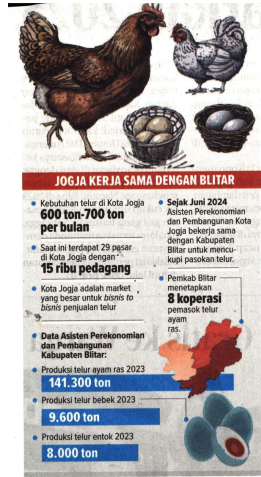 JOGJA KERJA SAMA DENGAN BLITAR
Kebutuhan telur di Kota Jogja
600 ton-700 ton
per bulan
Saat ini terdapat 29 pasar
di Kota Jogja dengan
15 ribu pedagang
Kota Jogja adalah market
yang besar untuk bisnis to
bisnis penjualan telur
Sejak Juni 2024
Asisten Perekonomian
dan Pembangunan Kota
Jogja bekerja sama
dengan Kabupaten
Blitar untuk mencu-
kupi pasokan telur.
Pemkab Blitar
menetapkan
8 koperasi
pemasok telur
ayam
ras.
Data Asisten Perekonomian
dan Pembangunan
Kabupaten Blitar:
Produksi telur ayam ras 2023
141.300 ton
Produksi telur bebek 2023
9.600 ton
Produksi telur entok 2023
8.000 ton